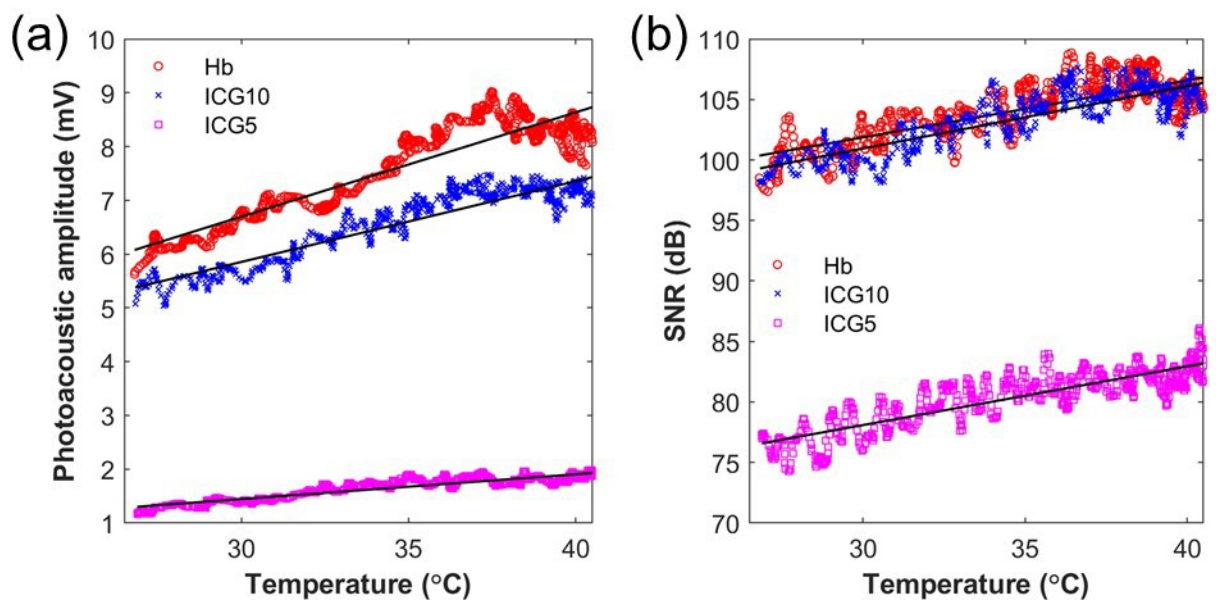 (a)
10
9
8
7
6
5
4
3
2
1
Photoacoustic amplitude (mV)
Hb
ICG10
ICG5
30
35
40
Temperature (°C)
(b)
110
105
100
95
90
85
80
75
70
SNR (dB)
Hb
ICG10
ICG5
30
35
40
Temperature (°C)